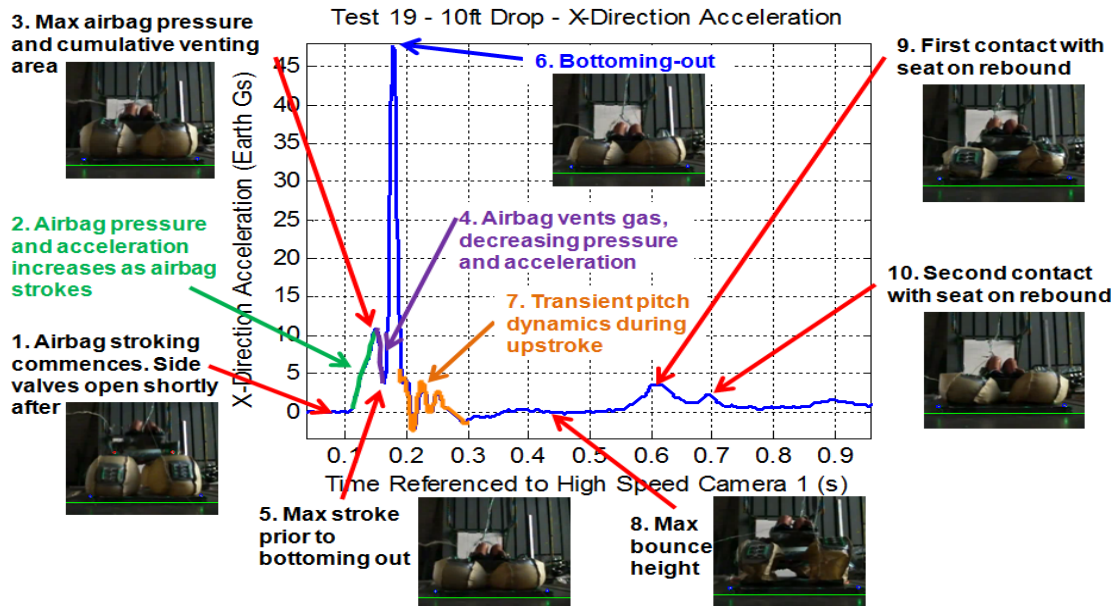 Test 19 - 10ft Drop - X-Direction Acceleration
3. Max airbag pressure
and cumulative venting
area
6. Bottoming-out
9. First contact with
seat on rebound
2. Airbag pressure
and acceleration
increases as airbag
strokes
4. Airbag vents gas,
decreasing pressure
and acceleration
10. Second contact
with seat on rebound
7. Transient pitch
dynamics during
upstroke
1. Airbag stroking
commences. Side
valves open shortly
after
X-Direction Acceleration (Earth Gs)
45
40
35
30
25
20
15
10
5
0
0.1 0.2 0.3 0.4 0.5 0.6 0.7 0.8 0.9
Time Referenced to High Speed Camera 1 (s)
5. Max stroke
prior to
bottoming out
8. Max
bounce
height